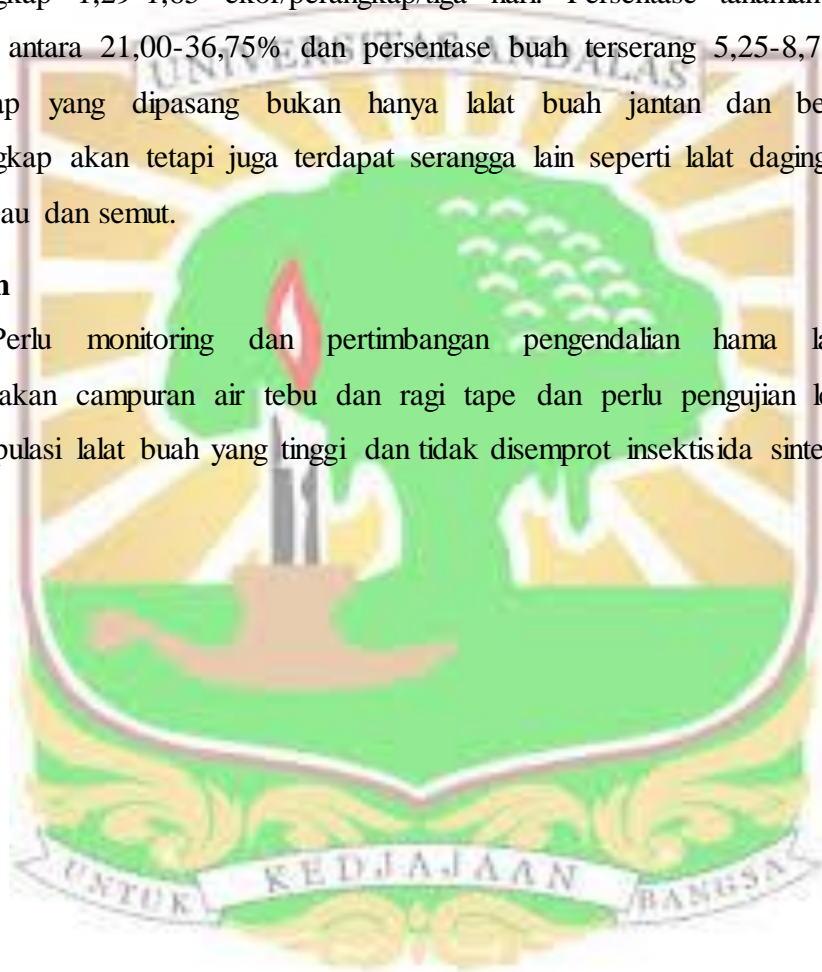 gkap 1,29-1,85 ekor/perangkap/tiga hari. Persentase tanaman
antara 21,00-36,75% dan persentase buah terserang 5,25-8,7
UNIVERSITAS ANDALAS
ap yang dipasang bukan hanya lalat buah jantan dan be
gkap akan tetapi juga terdapat serangga lain seperti lalat daging
au dan semut.
n
Perlu monitoring dan pertimbangan pengendalian hama la
akan campuran air tebu dan ragi tape dan perlu pengujian le
pulasi lalat buah yang tinggi dan tidak disemprot insektisida sinte
UNTUK KEDJAJAAN BANGSA